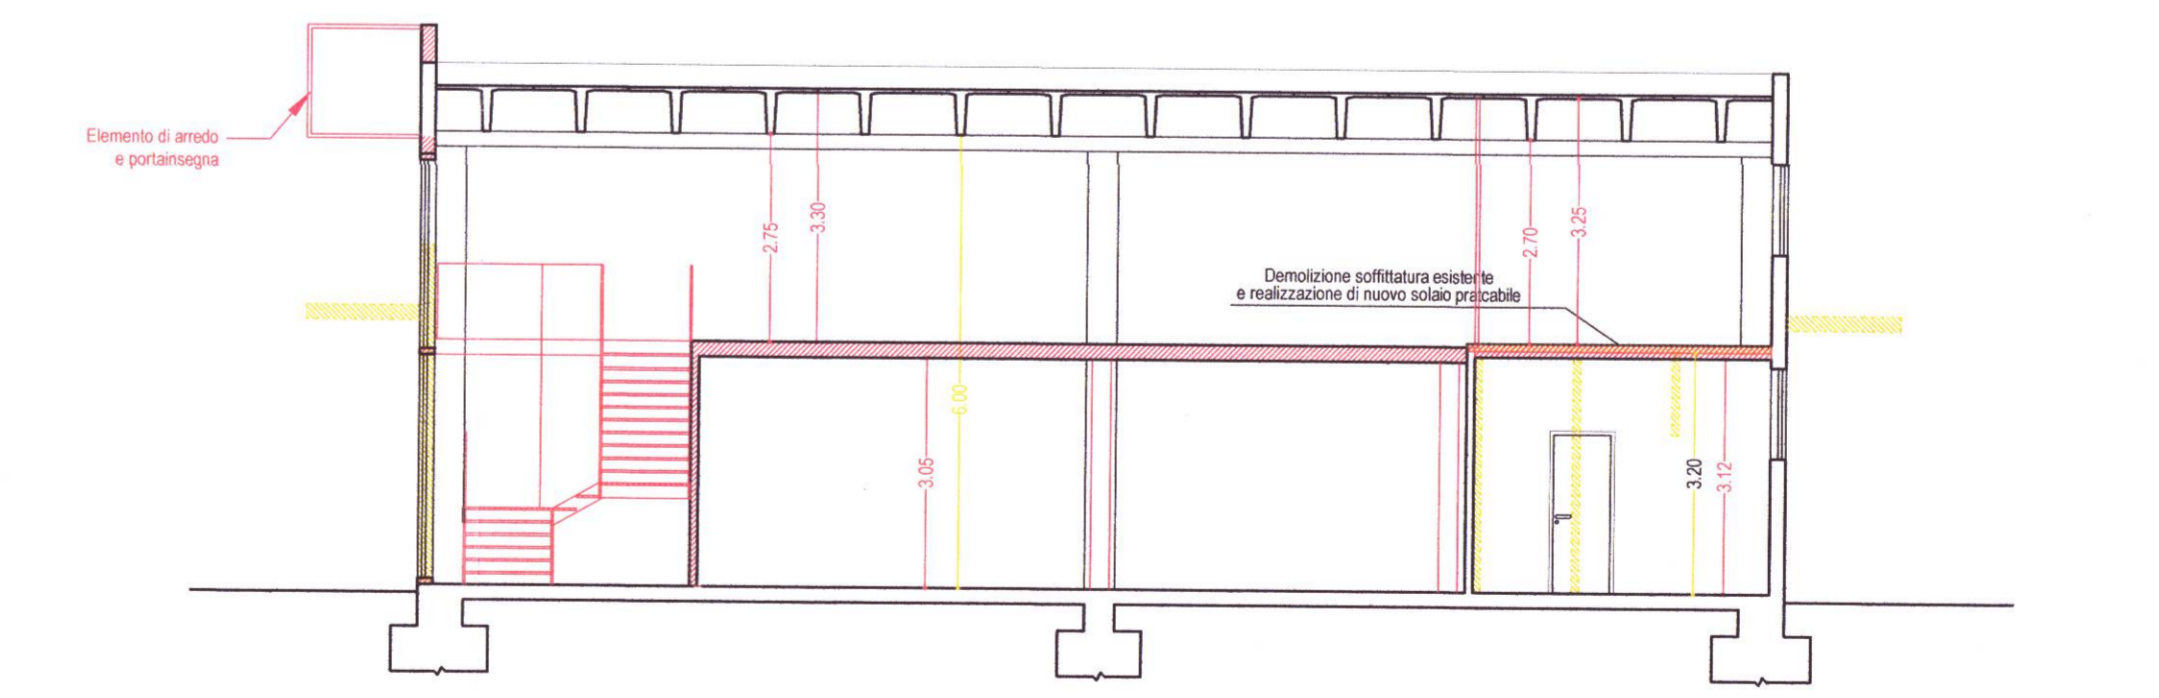 Elemento di arredo
e portainsegna
2.75
3.30
6.00
3.05
Demolizione soffittatura esistente
e realizzazione di nuovo solaio praticabile
2.70
3.25
3.20
3.12